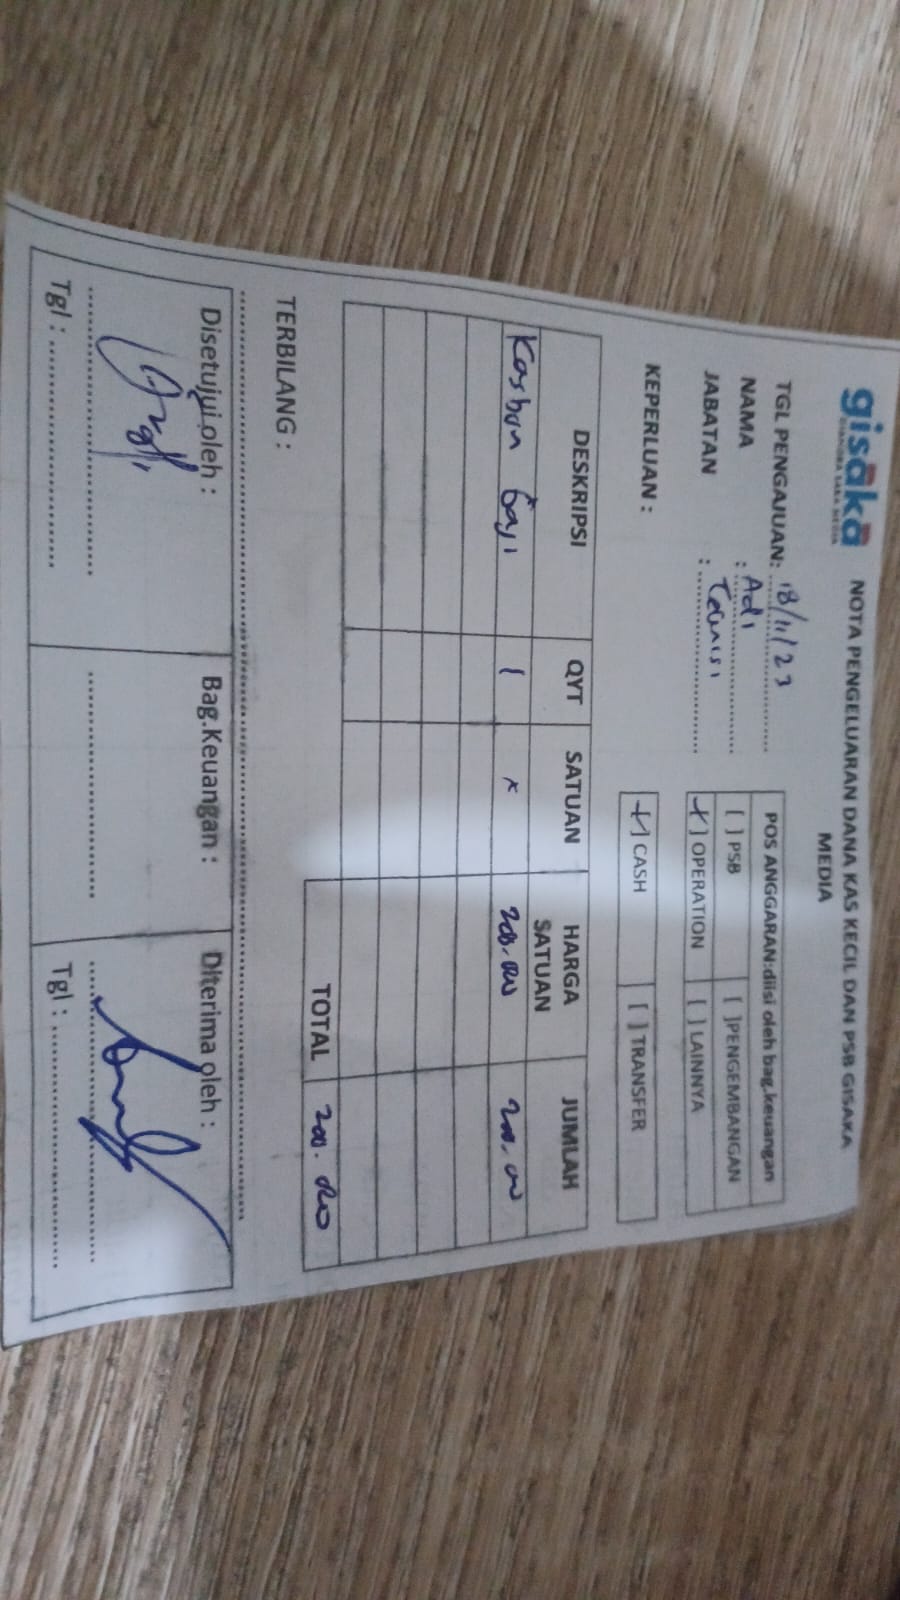 gisaka
NOTA PENGELUARAN DANA KAS KECIL DAN PSB GISAKA
MEDIA
TGL PENGAJUAN: 18/11/23
NAMA : Adi
JABATAN : Teknisi
POS ANGGARAN:diisi oleh bag.keuangan
[ ] PSB [ ]PENGEMBANGAN
[+] OPERATION [ ] LAINNYA
KEPERLUAN : [+] CASH [ ] TRANSFER
DESKRIPSI QYT SATUAN HARGA SATUAN JUMLAH
Kasbon Gaji 1 x 200.000 200.000
TOTAL 200.000
TERBILANG :
Disetujui oleh : Bag.Keuangan : Diterima oleh :
Tgl : Tgl :